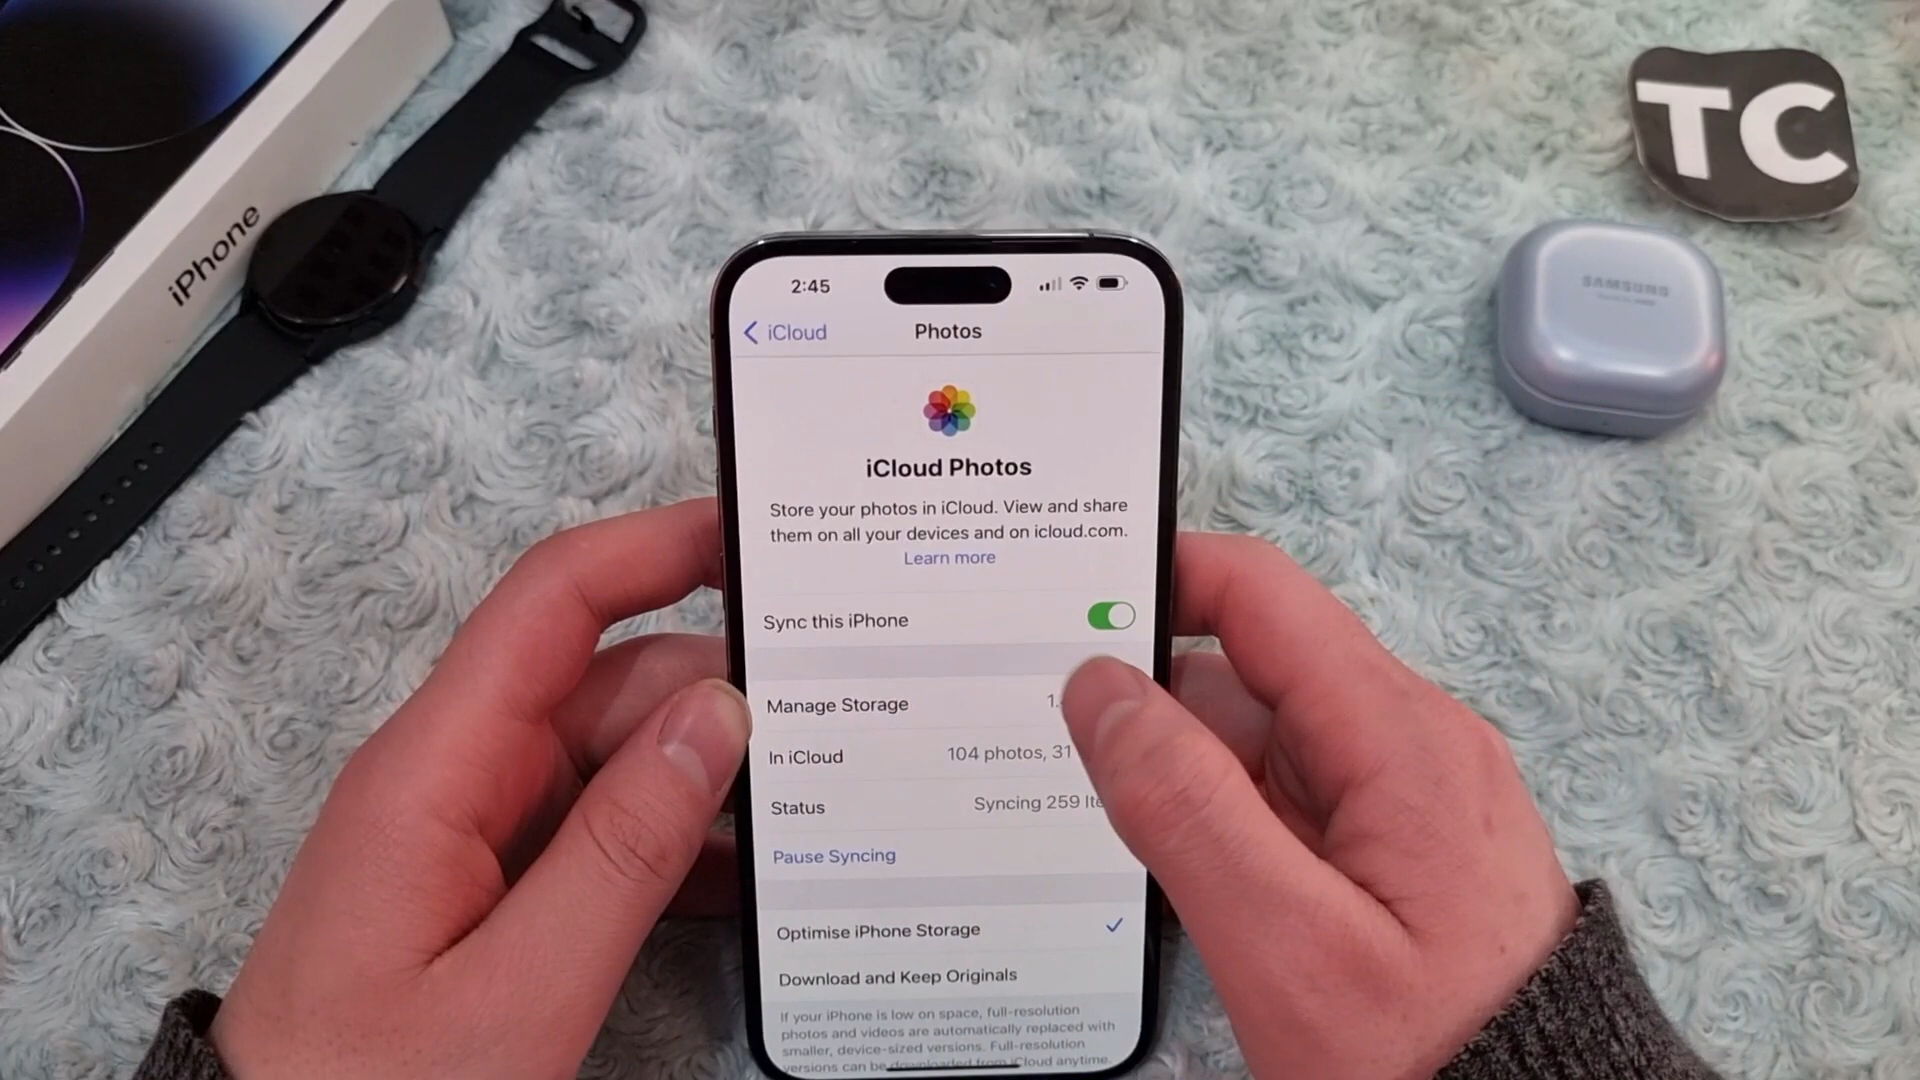 iPhone
TC
SAMSUNG
2:45
iCloud
Photos
iCloud Photos
Store your photos in iCloud. View and share
them on all your devices and on icloud.com.
Learn more
Sync this iPhone
Manage Storage 1.
In iCloud 104 photos, 31
Status Syncing 259 Ite
Pause Syncing
Optimise iPhone Storage
Download and Keep Originals
If your iPhone is low on space, full-resolution
photos and videos are automatically replaced with
smaller, device-sized versions. Full-resolution
versions can be downloaded from iCloud anytime.